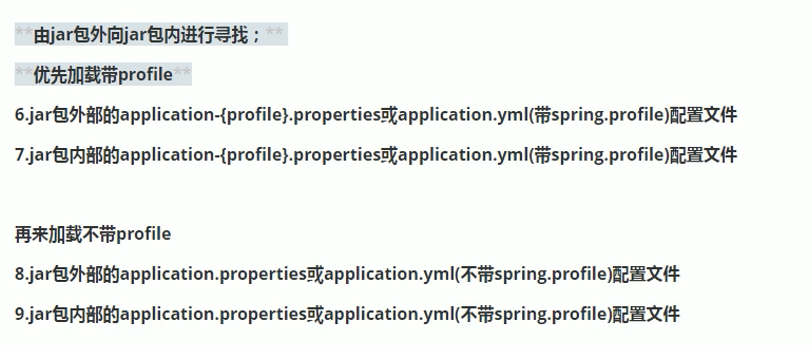 **由jar包外向jar包内进行寻找；**
**优先加载带profile**
6.jar包外部的application-{profile}.properties或application.yml(带spring.profile)配置文件
7.jar包内部的application-{profile}.properties或application.yml(带spring.profile)配置文件
再来加载不带profile
8.jar包外部的application.properties或application.yml(不带spring.profile)配置文件
9.jar包内部的application.properties或application.yml(不带spring.profile)配置文件